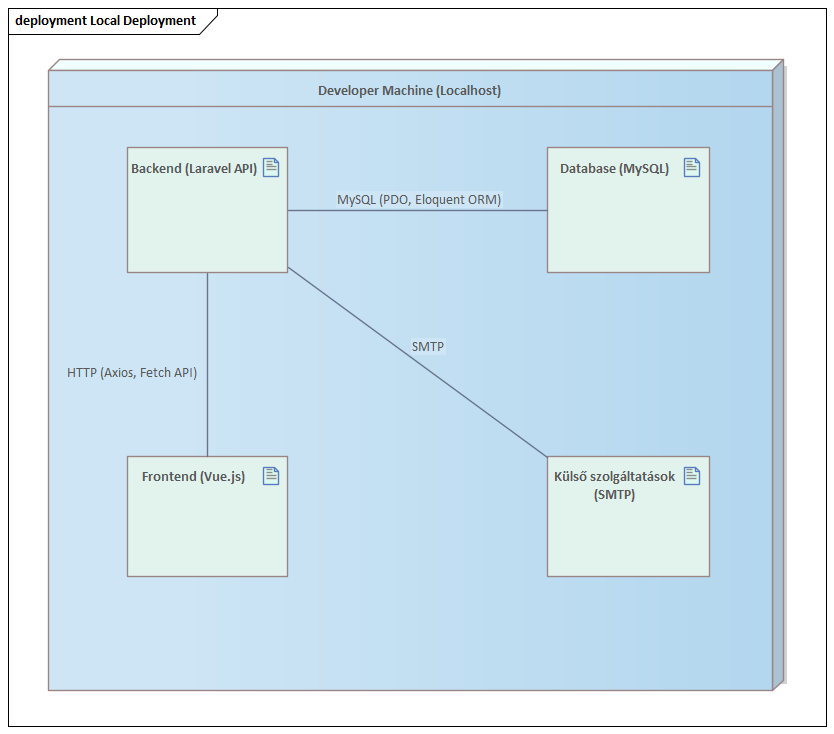 deployment Local Deployment
Developer Machine (Localhost)
Backend (Laravel API)
Database (MySQL)
MySQL (PDO, Eloquent ORM)
SMTP
HTTP (Axios, Fetch API)
Frontend (Vue.js)
Külső szolgáltatások
(SMTP)